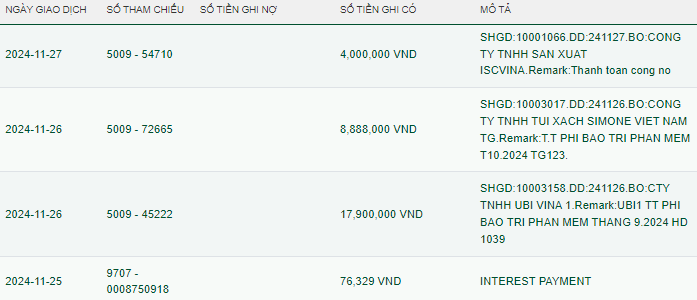 NGÀY GIAO DỊCH SỐ THAM CHIẾU SỐ TIỀN GHI NỢ SỐ TIỀN GHI CÓ MÔ TẢ
2024-11-27 5009 - 54710 4,000,000 VND SHGD:10001066.DD:241127.BO:CONG
TY TNHH SAN XUAT
ISCVINA.Remark:Thanh toan cong no
2024-11-26 5009 - 72665 8,888,000 VND SHGD:10003017.DD:241126.BO:CONG
TY TNHH TUI XACH SIMONE VIET NAM
TG.Remark:T.T PHI BAO TRI PHAN MEM
T10.2024 TG123.
2024-11-26 5009 - 45222 17,900,000 VND SHGD:10003158.DD:241126.BO:CTY
TNHH UBI VINA 1.Remark:UBI1 TT PHI
BAO TRI PHAN MEM THANG 9.2024 HD
1039
2024-11-25 9707 -
0008750918 76,329 VND INTEREST PAYMENT